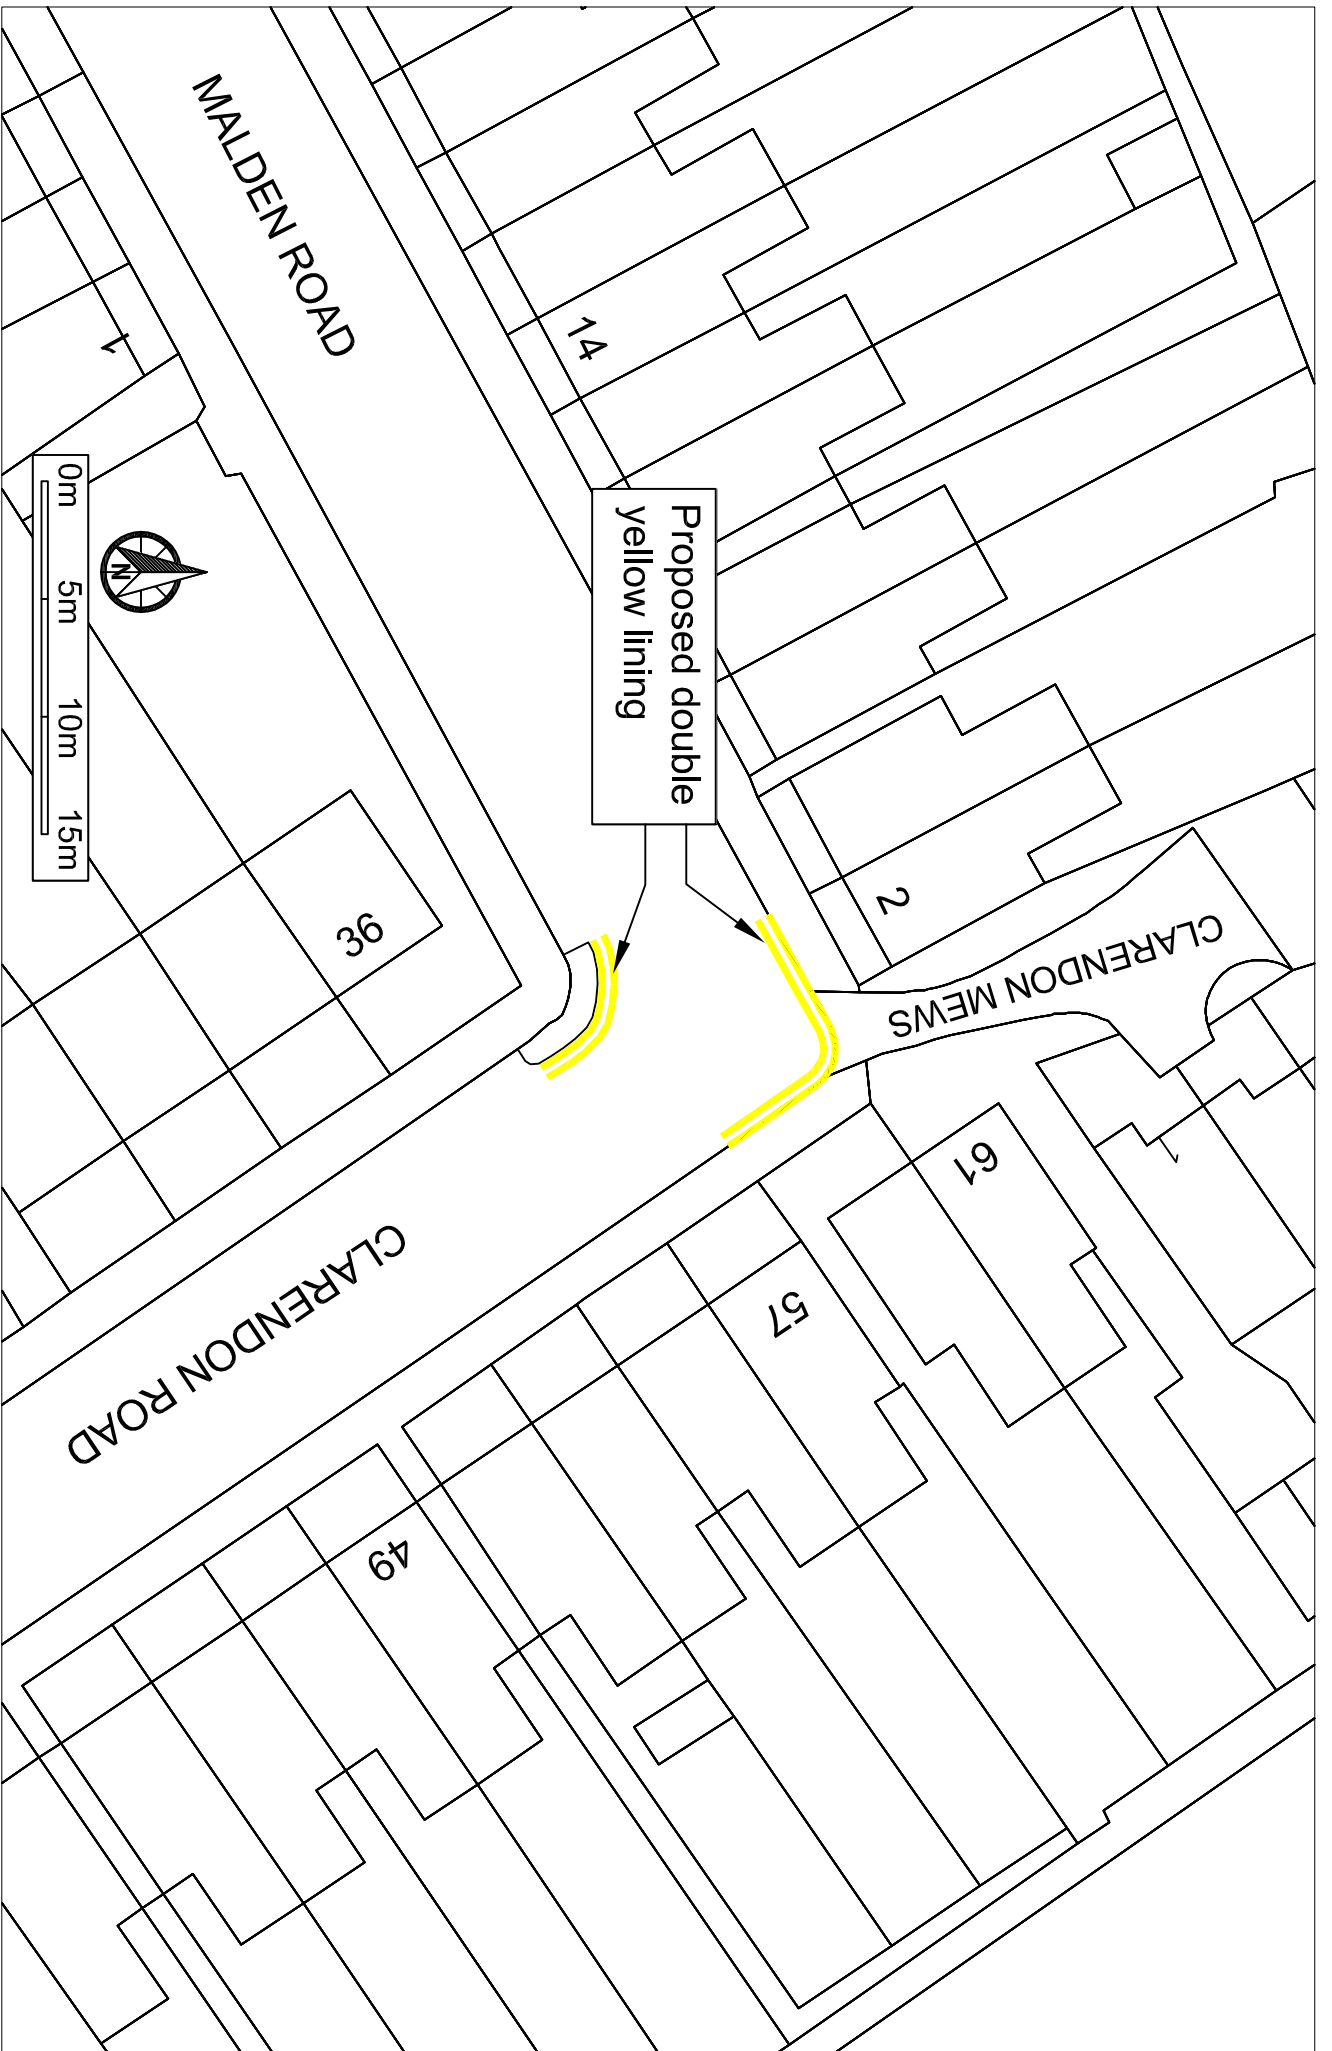 MALDEN ROAD
14
1
0m 5m 10m 15m
N
Proposed double
yellow lining
2
36
CLARENDON MEWS
61
1
57
CLARENDON ROAD
49